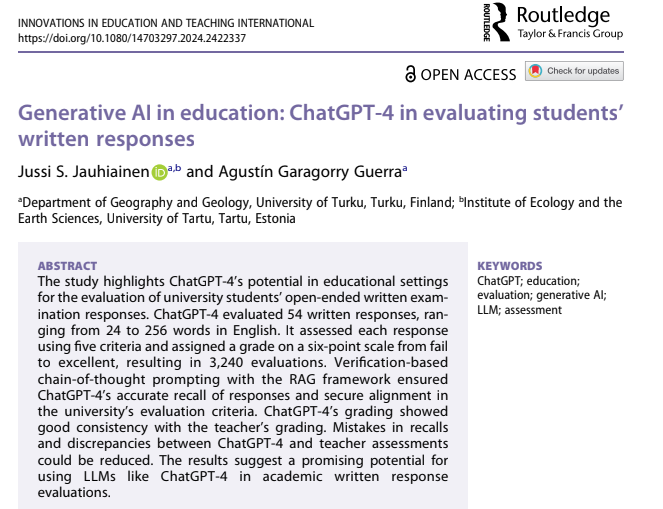 INNOVATIONS IN EDUCATION AND TEACHING INTERNATIONAL
https://doi.org/10.1080/14703297.2024.2422337
ROUTLEDGE
Routledge
Taylor & Francis Group
OPEN ACCESS
Check for updates
Generative AI in education: ChatGPT-4 in evaluating students’
written responses
Jussi S. Jauhiainen iD a,b and Agustín Garagorry Guerra a
aDepartment of Geography and Geology, University of Turku, Turku, Finland; bInstitute of Ecology and the
Earth Sciences, University of Tartu, Tartu, Estonia
ABSTRACT
The study highlights ChatGPT-4’s potential in educational settings
for the evaluation of university students’ open-ended written exam-
ination responses. ChatGPT-4 evaluated 54 written responses, ran-
ging from 24 to 256 words in English. It assessed each response
using five criteria and assigned a grade on a six-point scale from fail
to excellent, resulting in 3,240 evaluations. Verification-based
chain-of-thought prompting with the RAG framework ensured
ChatGPT-4’s accurate recall of responses and secure alignment in
the university’s evaluation criteria. ChatGPT-4’s grading showed
good consistency with the teacher’s grading. Mistakes in recalls
and discrepancies between ChatGPT-4 and teacher assessments
could be reduced. The results suggest a promising potential for
using LLMs like ChatGPT-4 in academic written response
evaluations.
KEYWORDS
ChatGPT; education;
evaluation; generative AI;
LLM; assessment